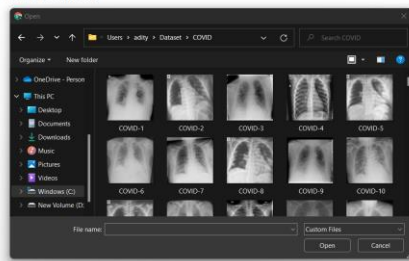 Open
Users › adity › Dataset › COVID
Search COVID
Organize
New folder
OneDrive - Person
This PC
Desktop
Documents
Downloads
Music
Pictures
Videos
Windows (C:)
New Volume (D:
COVID-1
COVID-2
COVID-3
COVID-4
COVID-5
COVID-6
COVID-7
COVID-8
COVID-9
COVID-10
File name:
Custom Files
Open
Cancel